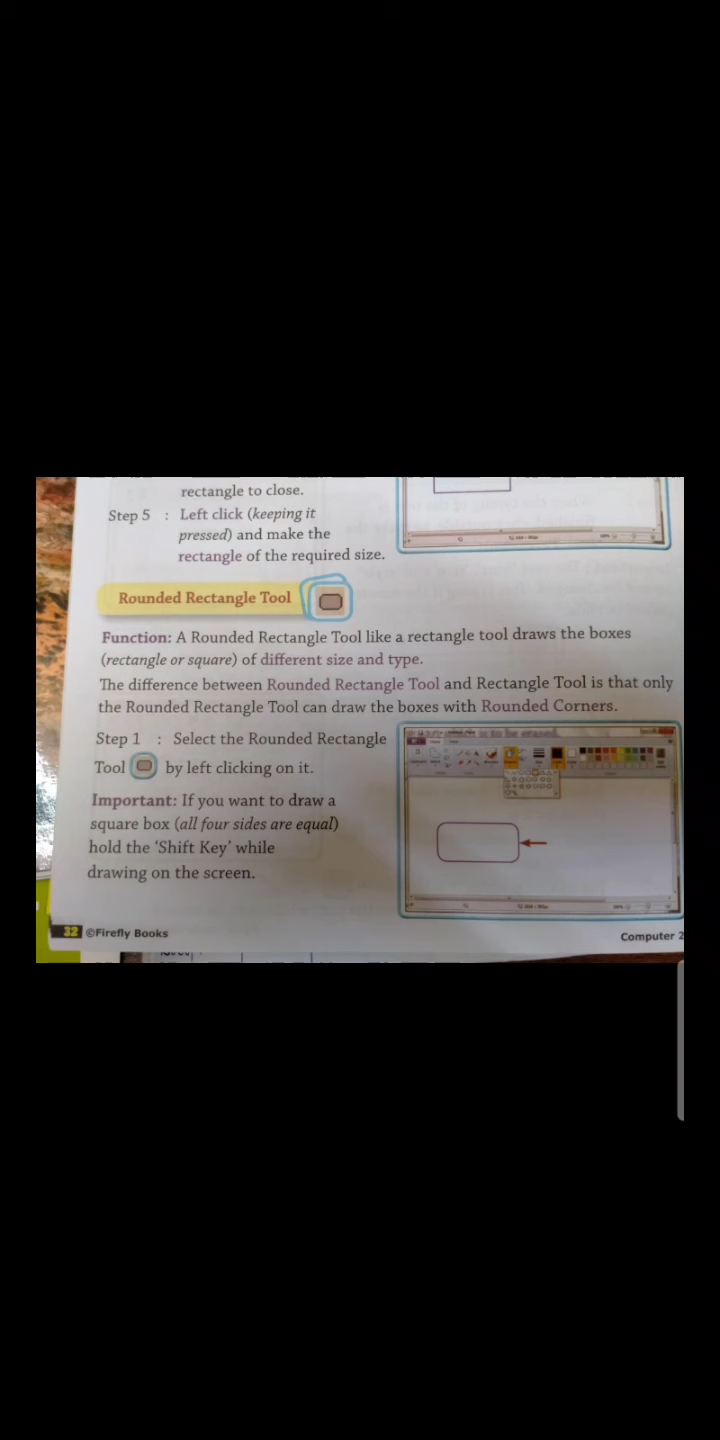 rectangle to close.
Step 5 : Left click (keeping it
pressed) and make the
rectangle of the required size.
Rounded Rectangle Tool
Function: A Rounded Rectangle Tool like a rectangle tool draws the boxes
(rectangle or square) of different size and type.
The difference between Rounded Rectangle Tool and Rectangle Tool is that only
the Rounded Rectangle Tool can draw the boxes with Rounded Corners.
Step 1 : Select the Rounded Rectangle
Tool by left clicking on it.
Important: If you want to draw a
square box (all four sides are equal)
hold the ‘Shift Key’ while
drawing on the screen.
32 ©Firefly Books
Computer 2